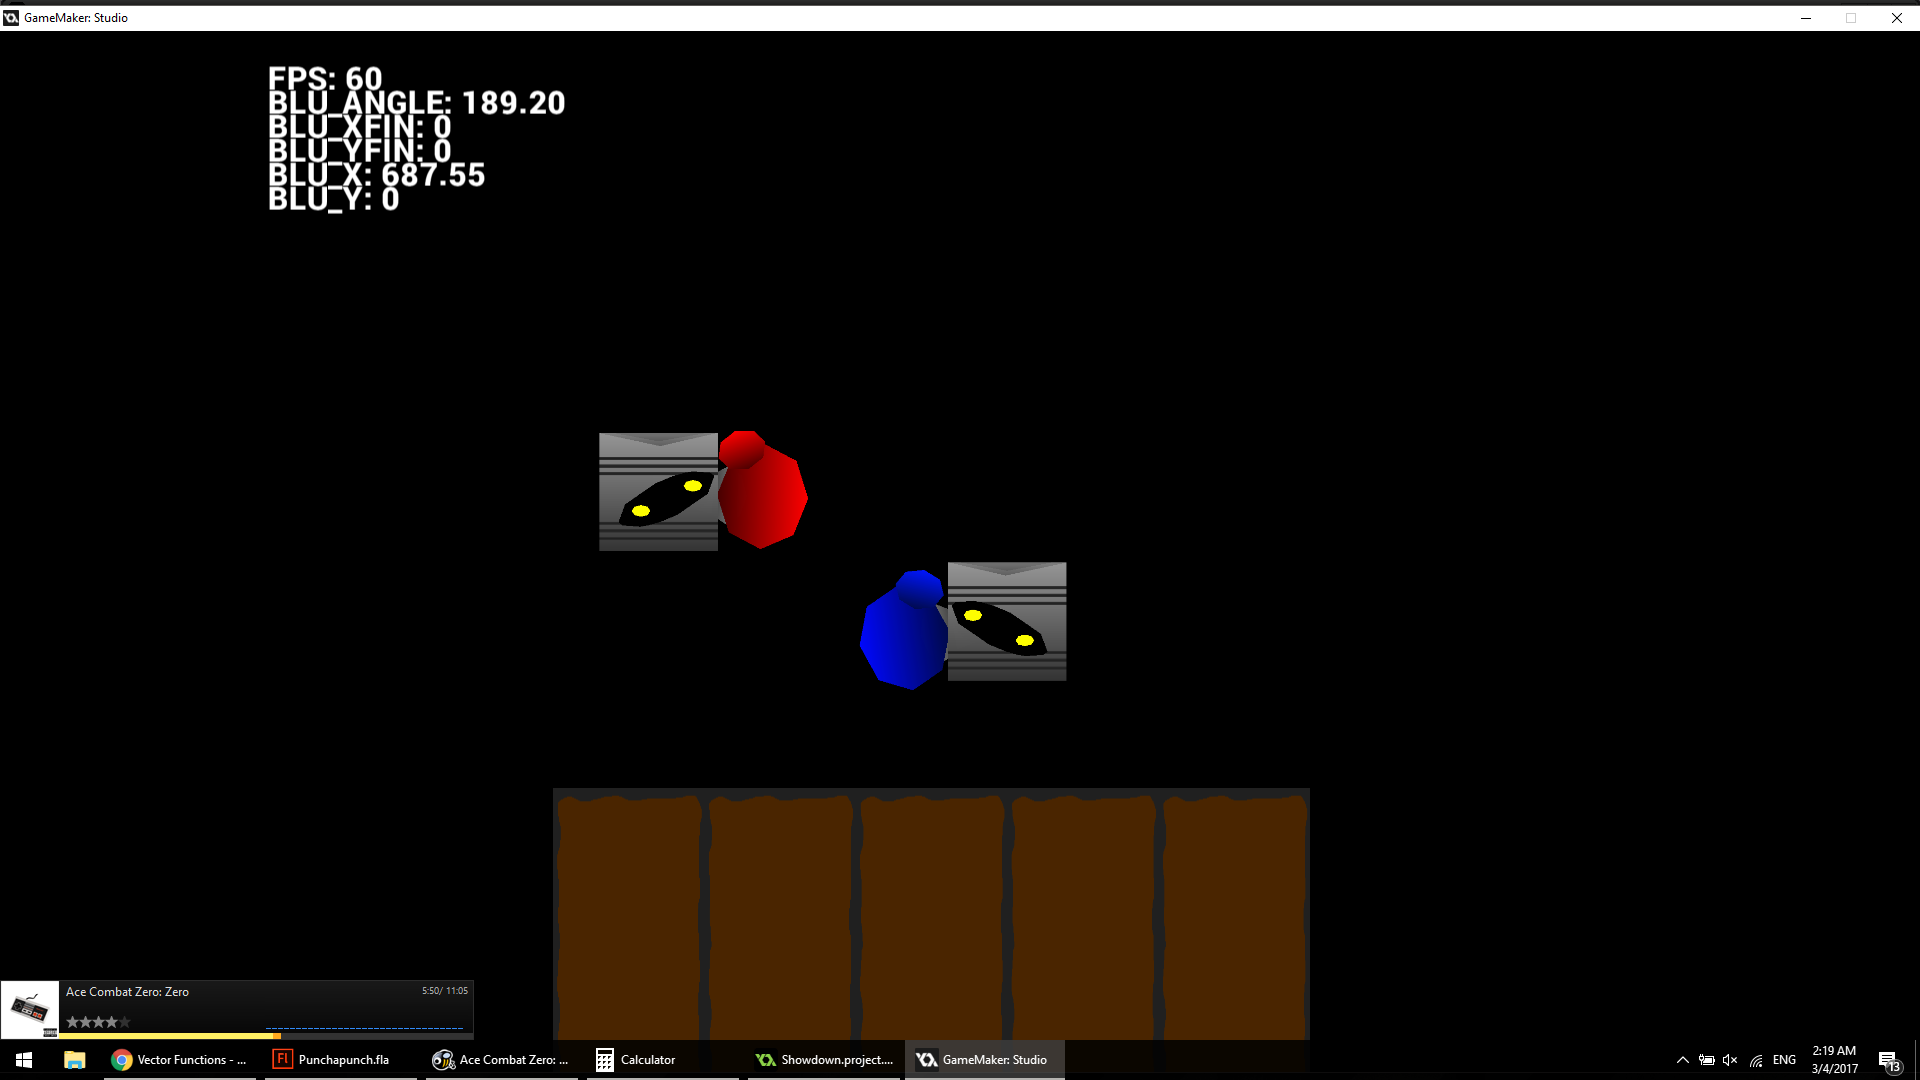 GameMaker: Studio
FPS: 60
BLU_ANGLE: 189.20
BLU_XFIN: 0
BLU_YFIN: 0
BLU_X: 687.55
BLU_Y: 0
Ace Combat Zero: Zero
5:50/ 11:05
Vector Functions - ...
Fl
Punchapunch.fla
Ace Combat Zero: ...
Calculator
Showdown.project....
GameMaker: Studio
ENG
2:19 AM
3/4/2017
13